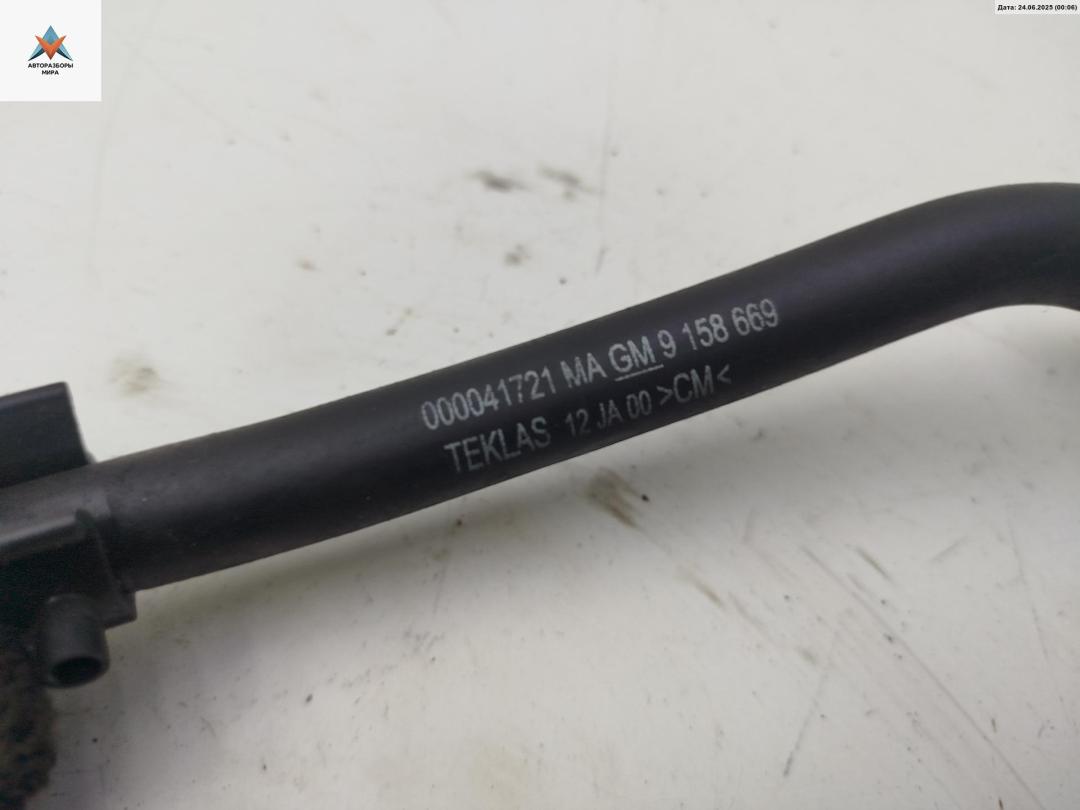 Дата: 24.06.2025 (00:06)
АВТОРАЗБОРЫ
МИРА
000041721 MA GM 9 158 669
TEKLAS 12 JA 00 >CM<